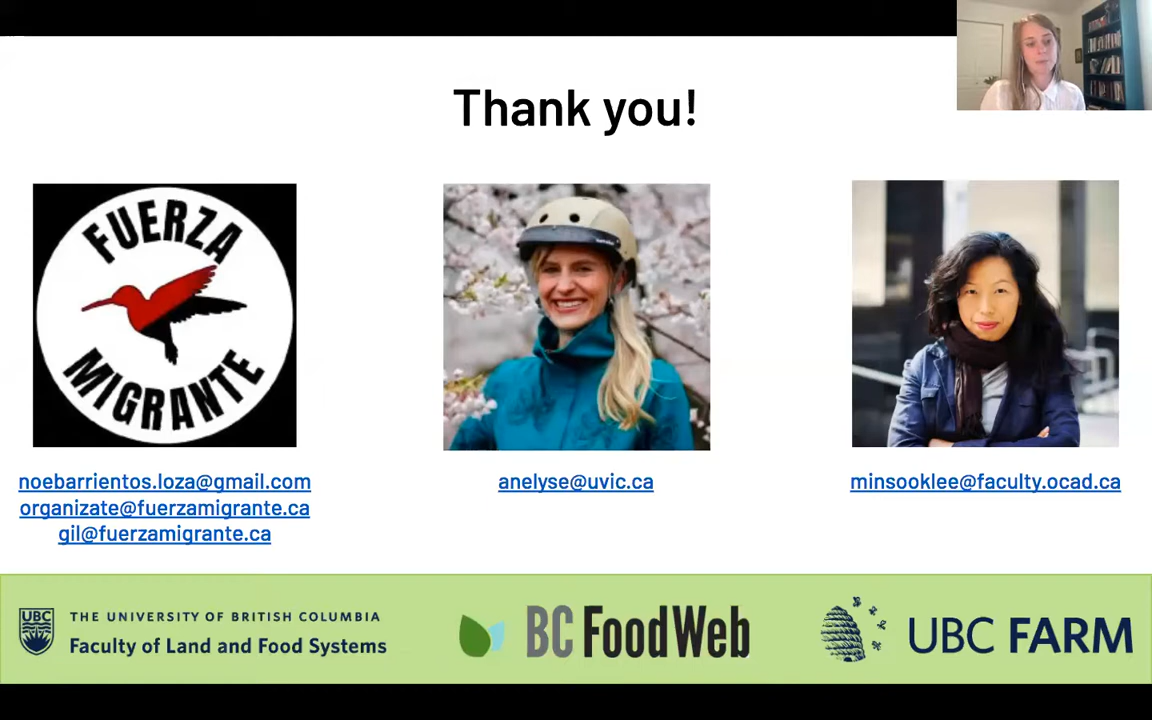 Thank you!
FUERZA
MIGRANTE
noebarrientos.loza@gmail.com
organizate@fuerzamigrante.ca
gil@fuerzamigrante.ca
anelyse@uvic.ca
minsooklee@faculty.ocad.ca
UBC
THE UNIVERSITY OF BRITISH COLUMBIA
Faculty of Land and Food Systems
BC FoodWeb
UBC FARM